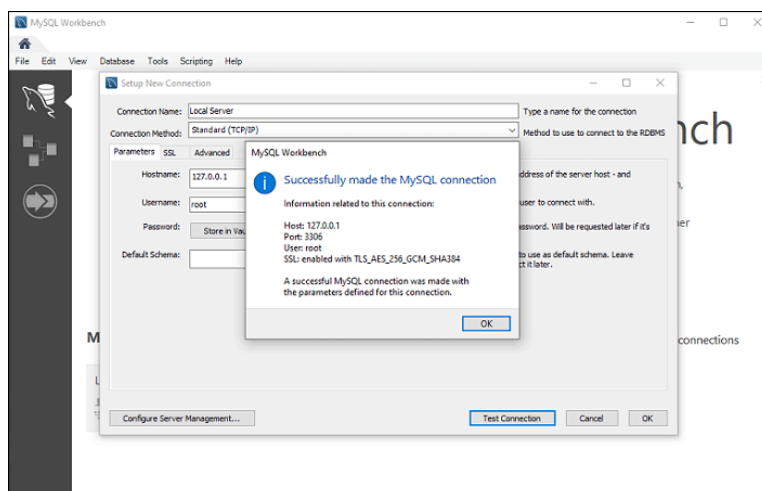 MySQL Workbench
File Edit View Database Tools Scripting Help
Setup New Connection
Connection Name: Local Server Type a name for the connection
Connection Method: Standard (TCP/IP) Method to use to connect to the RDBMS
Parameters SSL Advanced
Hostname: 127.0.0.1 address of the server host - and
Username: root user to connect with.
Password: Store in Vau assword. Will be requested later if it's
Default Schema: to use as default schema. Leave
ct it later.
MySQL Workbench
Successfully made the MySQL connection
Information related to this connection:
Host: 127.0.0.1
Port: 3306
User: root
SSL: enabled with TLS_AES_256_GCM_SHA384
A successful MySQL connection was made with
the parameters defined for this connection.
OK
Configure Server Management... Test Connection Cancel OK
nch
er
M
connections
L